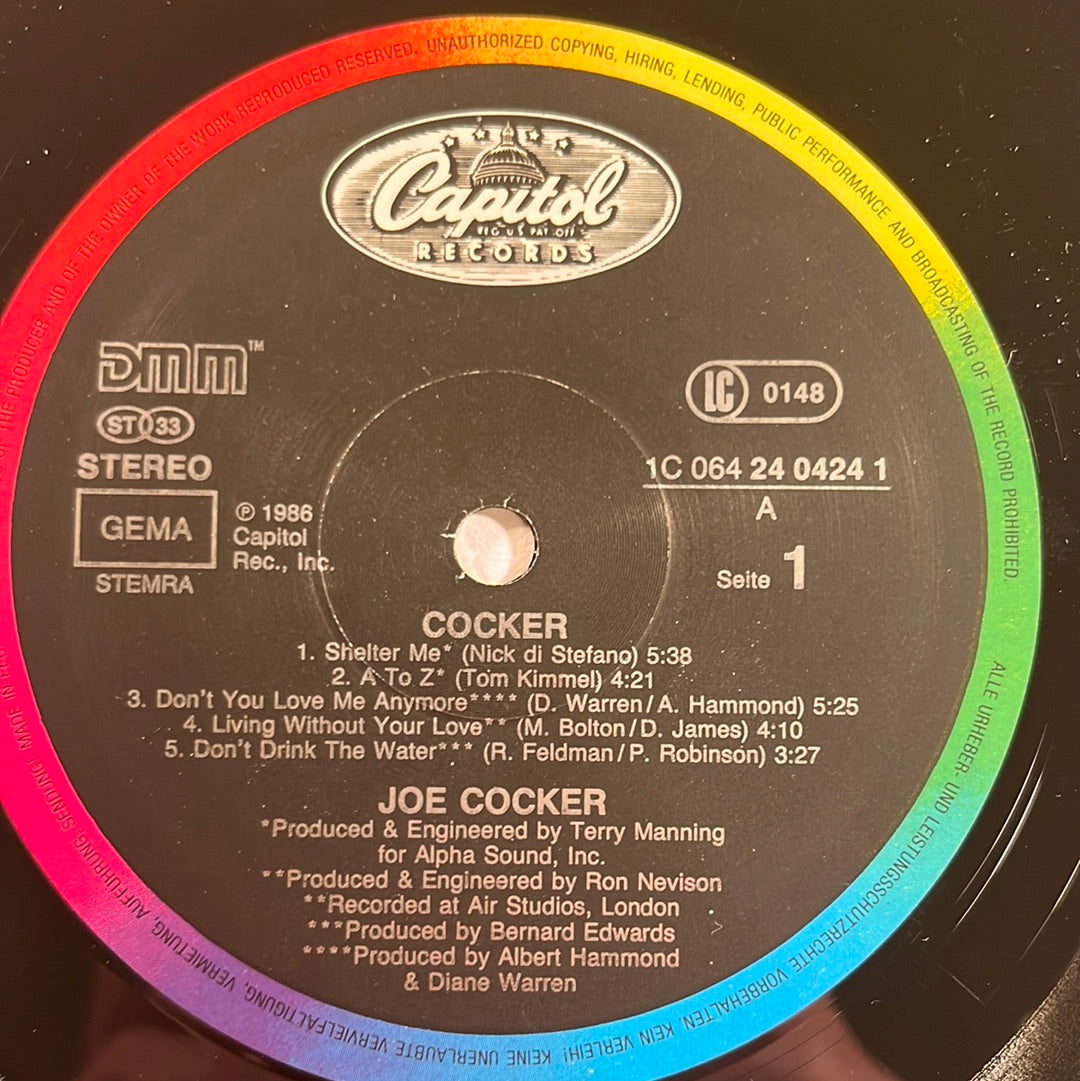 OF THE PRODUCER AND OF THE OWNER OF THE WORK REPRODUCED RESERVED. UNAUTHORIZED COPYING, HIRING, LENDING, PUBLIC PERFORMANCE AND BROADCASTING OF THE RECORD PROHIBITED.
Capitol
REG. U.S. PAT. OFF.
RECORDS
DMM™
ST 33
STEREO
GEMA
STEMRA
℗ 1986
Capitol
Rec., Inc.
LC 0148
1C 064 24 0424 1
A
Seite 1
COCKER
1. Shelter Me* (Nick di Stefano) 5:38
2. A To Z* (Tom Kimmel) 4:21
3. Don't You Love Me Anymore**** (D. Warren/A. Hammond) 5:25
4. Living Without Your Love** (M. Bolton/D. James) 4:10
5. Don't Drink The Water*** (R. Feldman/P. Robinson) 3:27
JOE COCKER
*Produced & Engineered by Terry Manning
for Alpha Sound, Inc.
**Produced & Engineered by Ron Nevison
**Recorded at Air Studios, London
***Produced by Bernard Edwards
****Produced by Albert Hammond
& Diane Warren
ALLE URHEBER- UND LEISTUNGSSCHUTZRECHTE VORBEHALTEN. KEIN VERLEIH! KEINE UNERLAUBTE VERVIELFÄLTIGUNG, VERMIETUNG, AUFFÜHRUNG, SENDUNG! MADE IN